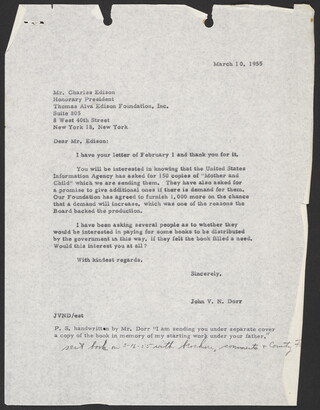 March 18, 1955
Mr. Charles Edison
Honorary President
Thomas Alva Edison Foundation, Inc.
Suite 805
8 West 40th Street
New York 18, New York
Dear Mr. Edison:
I have your letter of February 1 and thank you for it.
You will be interested in knowing that the United States
Information Agency has asked for 150 copies of "Mother and
Child" which we are sending them. They have also asked for
a promise to give additional ones if there is demand for them.
Our Foundation has agreed to furnish 1,000 more on the chance
that a demand will increase, which was one of the reasons the
Board backed the production.
I have been asking several people as to whether they
would be interested in paying for some books to be distributed
by the government in this way, if they felt the book filled a need.
Would this interest you at all?
With kindest regards,
Sincerely,
John V. N. Dorr
JVND/est
P. S. handwritten by Mr. Dorr "I am sending you under separate cover
a copy of the book in memory of my starting work under your father."
sent book on with brochure, comments + County